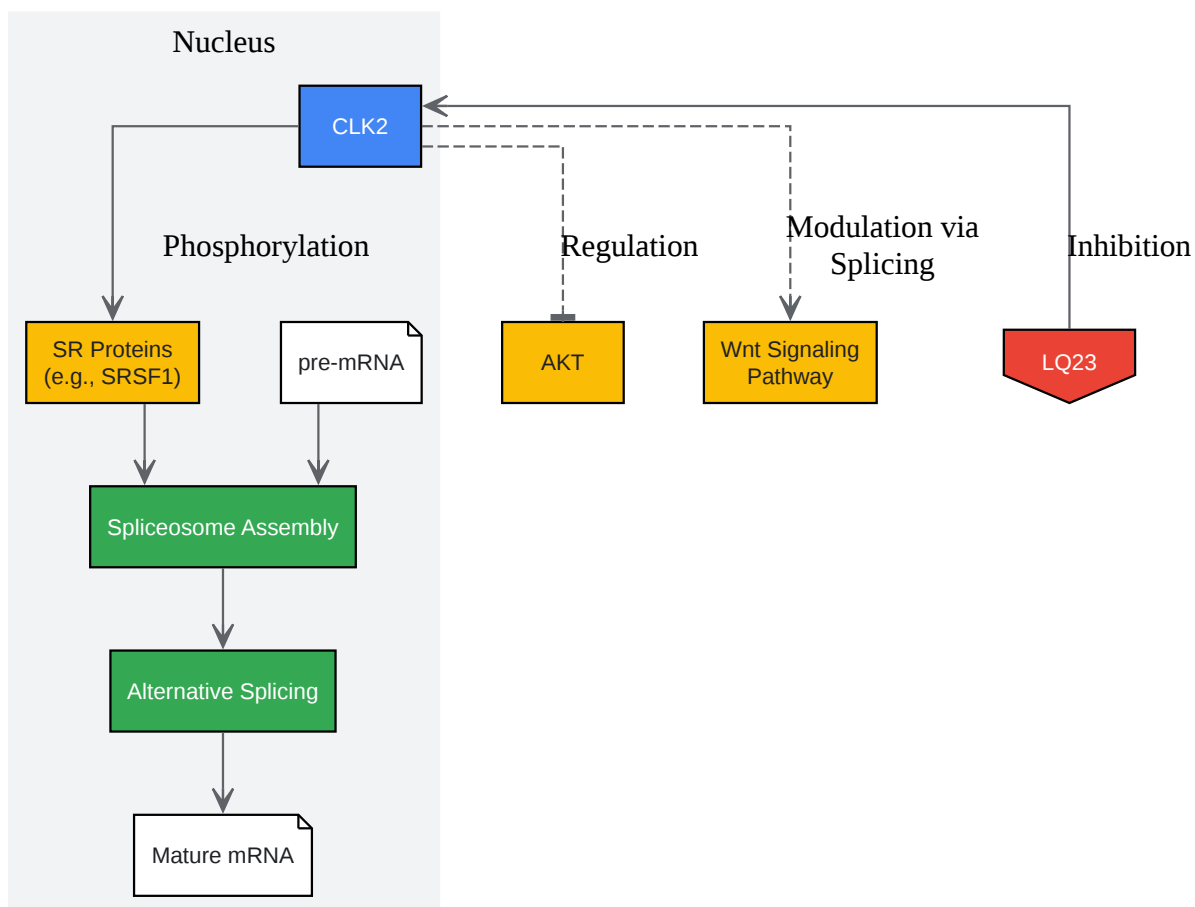 Nucleus
CLK2
Phosphorylation
Regulation
Modulation via
Splicing
Inhibition
SR Proteins
(e.g., SRSF1)
pre-mRNA
AKT
Wnt Signaling
Pathway
LQ23
Spliceosome Assembly
Alternative Splicing
Mature mRNA